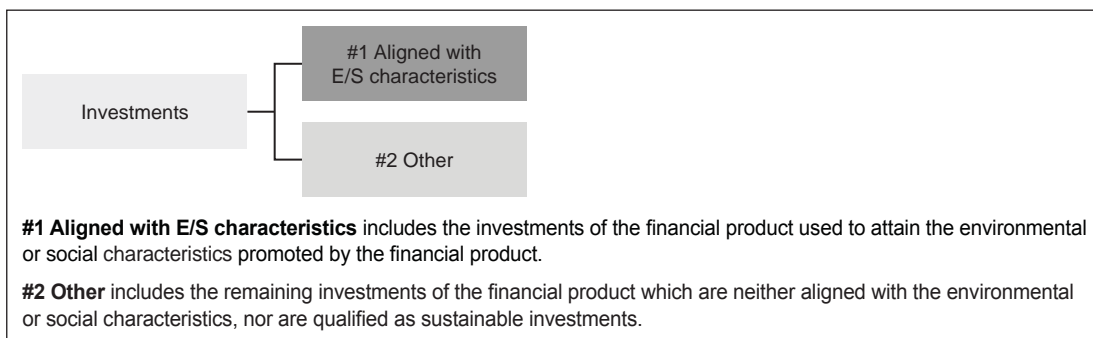 #1 Aligned with
E/S characteristics
Investments
#2 Other
#1 Aligned with E/S characteristics includes the investments of the financial product used to attain the environmental
or social characteristics promoted by the financial product.
#2 Other includes the remaining investments of the financial product which are neither aligned with the environmental
or social characteristics, nor are qualified as sustainable investments.